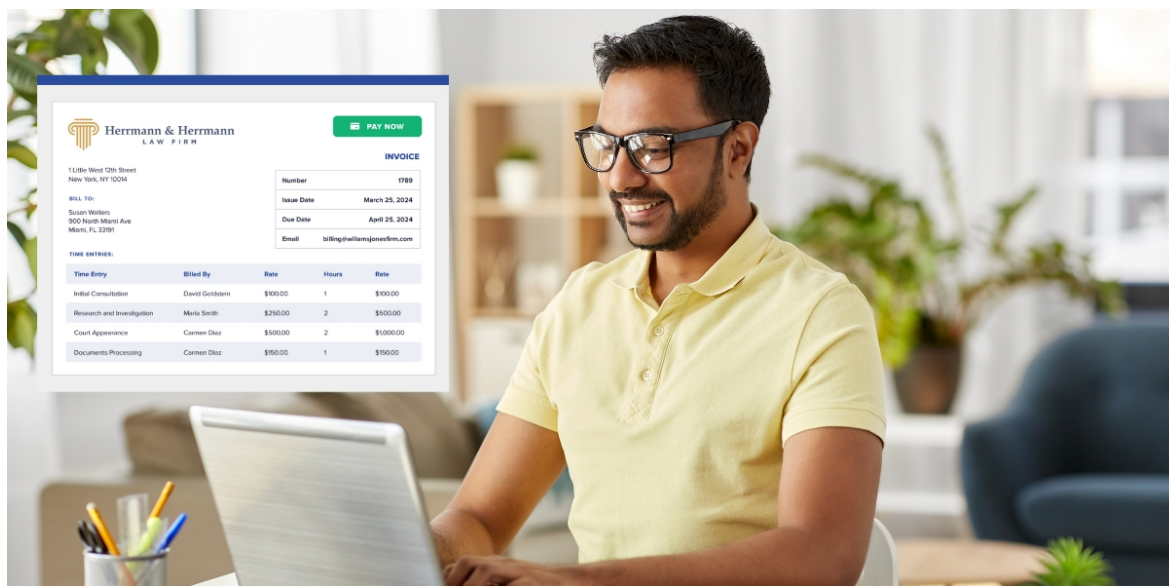 Herrmann & Herrmann
LAW FIRM
PAY NOW
INVOICE
1 Little West 12th Street
New York, NY 10014
BILL TO:
Susan Walters
900 North Miami Ave
Miami, FL 33191
Number 1789
Issue Date March 25, 2024
Due Date April 25, 2024
Email billing@willamsjonesfirm.com
TIME ENTRIES:
Time Entry Billed By Rate Hours Rate
Initial Consultation David Goldstein $100.00 1 $100.00
Research and Investigation Maria Smith $250.00 2 $500.00
Court Appearance Carmen Diaz $500.00 2 $1,000.00
Documents Processing Carmen Diaz $150.00 1 $150.00